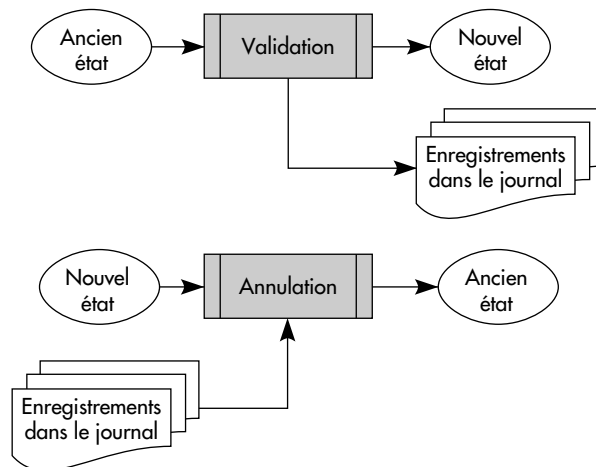 Ancien
état
Validation
Nouvel
état
Enregistrements
dans le journal
Nouvel
état
Annulation
Ancien
état
Enregistrements
dans le journal